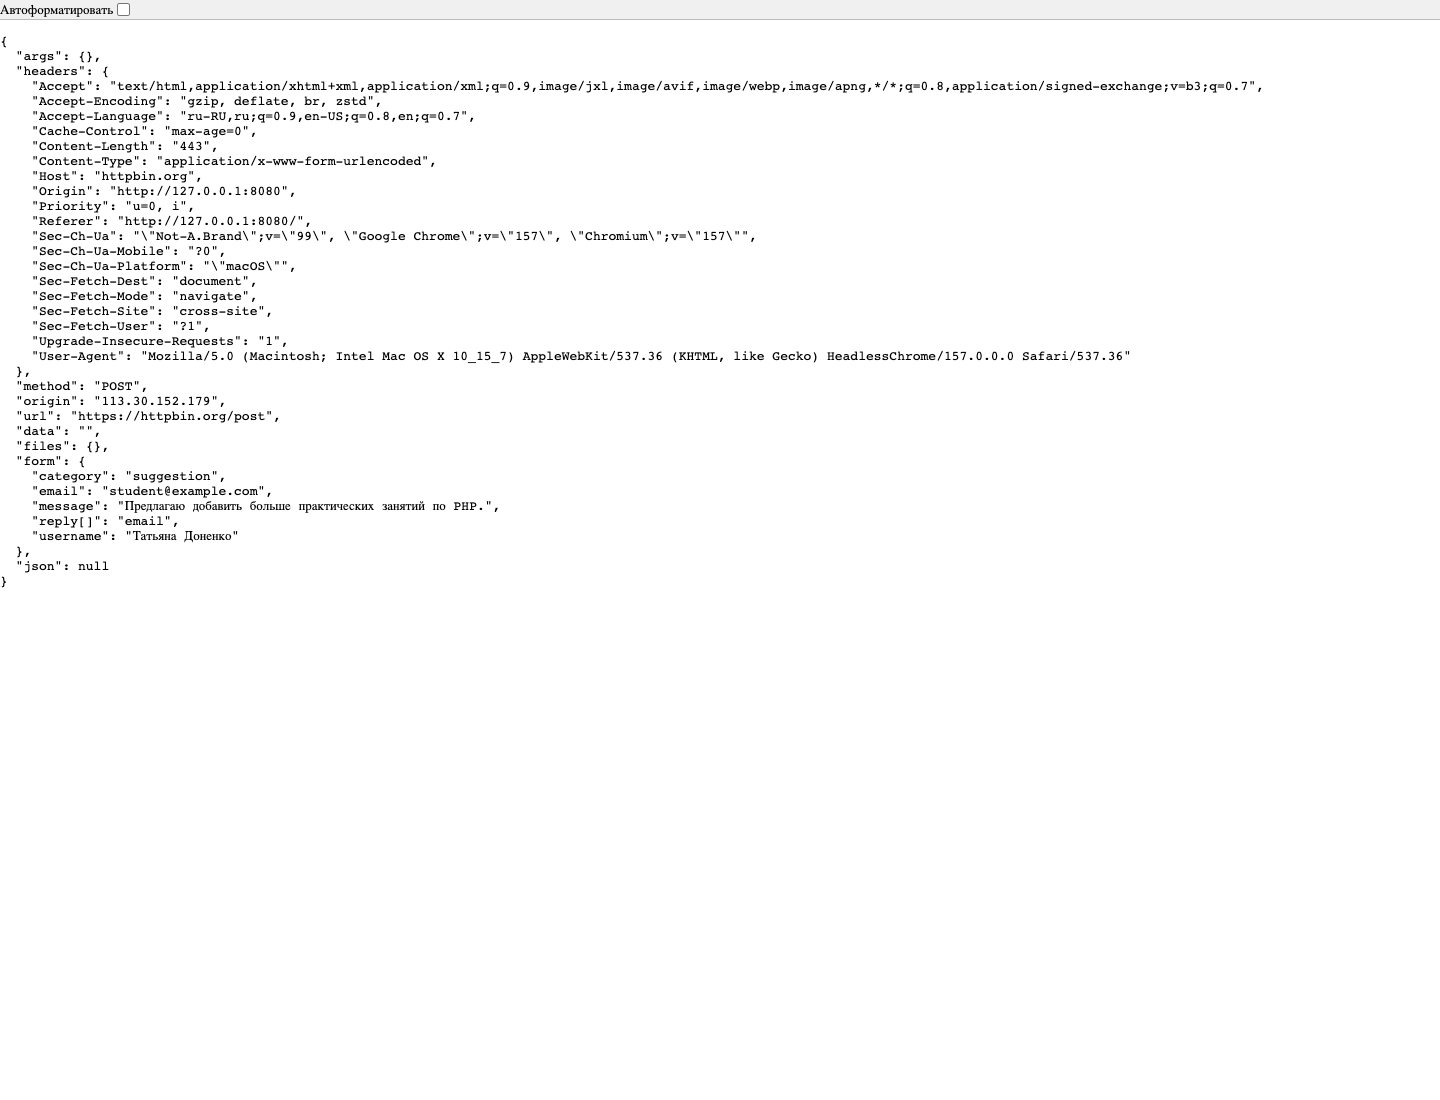 Автоформатировать
{
  "args": {},
  "headers": {
    "Accept": "text/html,application/xhtml+xml,application/xml;q=0.9,image/jxl,image/avif,image/webp,image/apng,*/*;q=0.8,application/signed-exchange;v=b3;q=0.7",
    "Accept-Encoding": "gzip, deflate, br, zstd",
    "Accept-Language": "ru-RU,ru;q=0.9,en-US;q=0.8,en;q=0.7",
    "Cache-Control": "max-age=0",
    "Content-Length": "443",
    "Content-Type": "application/x-www-form-urlencoded",
    "Host": "httpbin.org",
    "Origin": "http://127.0.0.1:8080",
    "Priority": "u=0, i",
    "Referer": "http://127.0.0.1:8080/",
    "Sec-Ch-Ua": "\"Not-A.Brand\";v=\"99\", \"Google Chrome\";v=\"157\", \"Chromium\";v=\"157\"",
    "Sec-Ch-Ua-Mobile": "?0",
    "Sec-Ch-Ua-Platform": "\"macOS\"",
    "Sec-Fetch-Dest": "document",
    "Sec-Fetch-Mode": "navigate",
    "Sec-Fetch-Site": "cross-site",
    "Sec-Fetch-User": "?1",
    "Upgrade-Insecure-Requests": "1",
    "User-Agent": "Mozilla/5.0 (Macintosh; Intel Mac OS X 10_15_7) AppleWebKit/537.36 (KHTML, like Gecko) HeadlessChrome/157.0.0.0 Safari/537.36"
  },
  "method": "POST",
  "origin": "113.30.152.179",
  "url": "https://httpbin.org/post",
  "data": "",
  "files": {},
  "form": {
    "category": "suggestion",
    "email": "student@example.com",
    "message": "Предлагаю добавить больше практических занятий по PHP.",
    "reply[]": "email",
    "username": "Татьяна Доненко"
  },
  "json": null
}